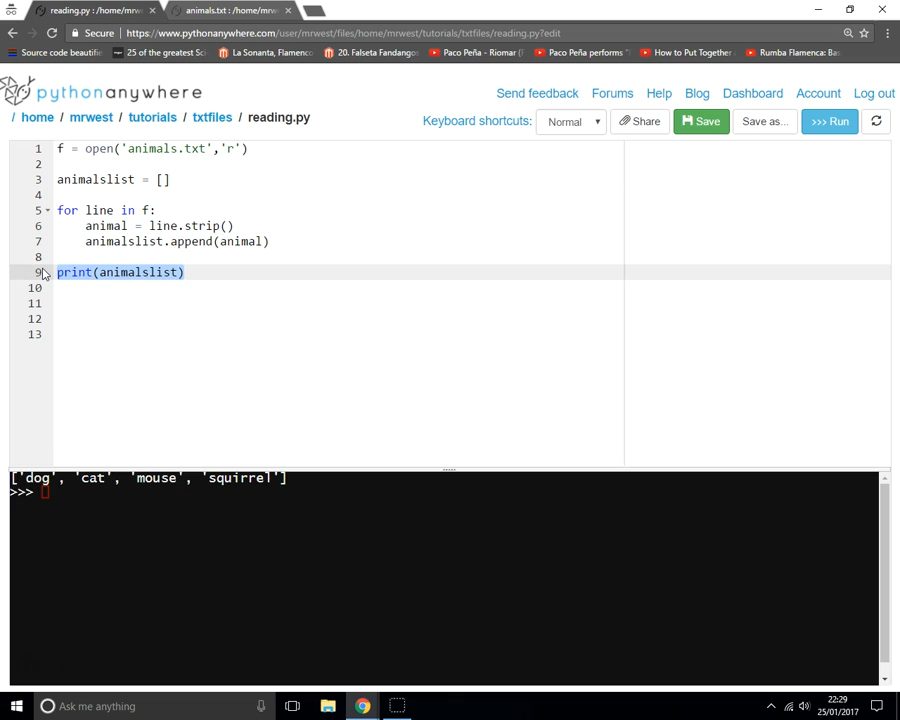 reading.py : /home/mrw
animals.txt : /home/mrw
Secure
https://www.pythonanywhere.com/user/mrwest/files/home/mrwest/tutorials/txtfiles/reading.py?edit
Source code beautifie
25 of the greatest Sci
La Sonanta, Flamenco
20. Falseta Fandangos
Paco Peña - Riomar (F
Paco Peña performs "
How to Put Together
Rumba Flamenca: Bas
pythonanywhere
Send feedback Forums Help Blog Dashboard Account Log out
/ home / mrwest / tutorials / txtfiles / reading.py
Keyboard shortcuts: Normal Share Save Save as... >>> Run
1 f = open('animals.txt','r')
2
3 animalslist = []
4
5 for line in f:
6 animal = line.strip()
7 animalslist.append(animal)
8
9 print(animalslist)
10
11
12
13
['dog', 'cat', 'mouse', 'squirrel']
>>>
Ask me anything
22:29
25/01/2017